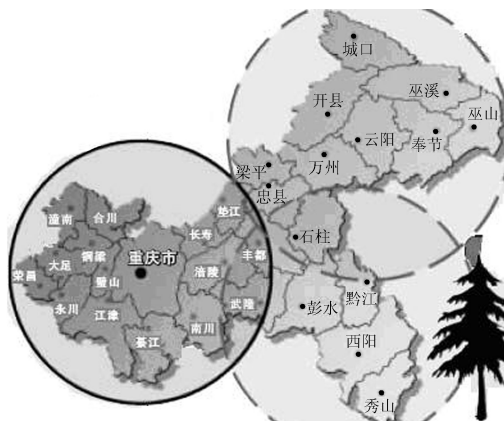 城口
巫溪
开县
巫山
云阳
奉节
梁平
万州
忠县
垫江
潼南
合川
长寿
石柱
铜梁
重庆市
丰都
大足
荣昌
涪陵
璧山
黔江
永川
江津
武隆
彭水
南川
綦江
酉阳
秀山